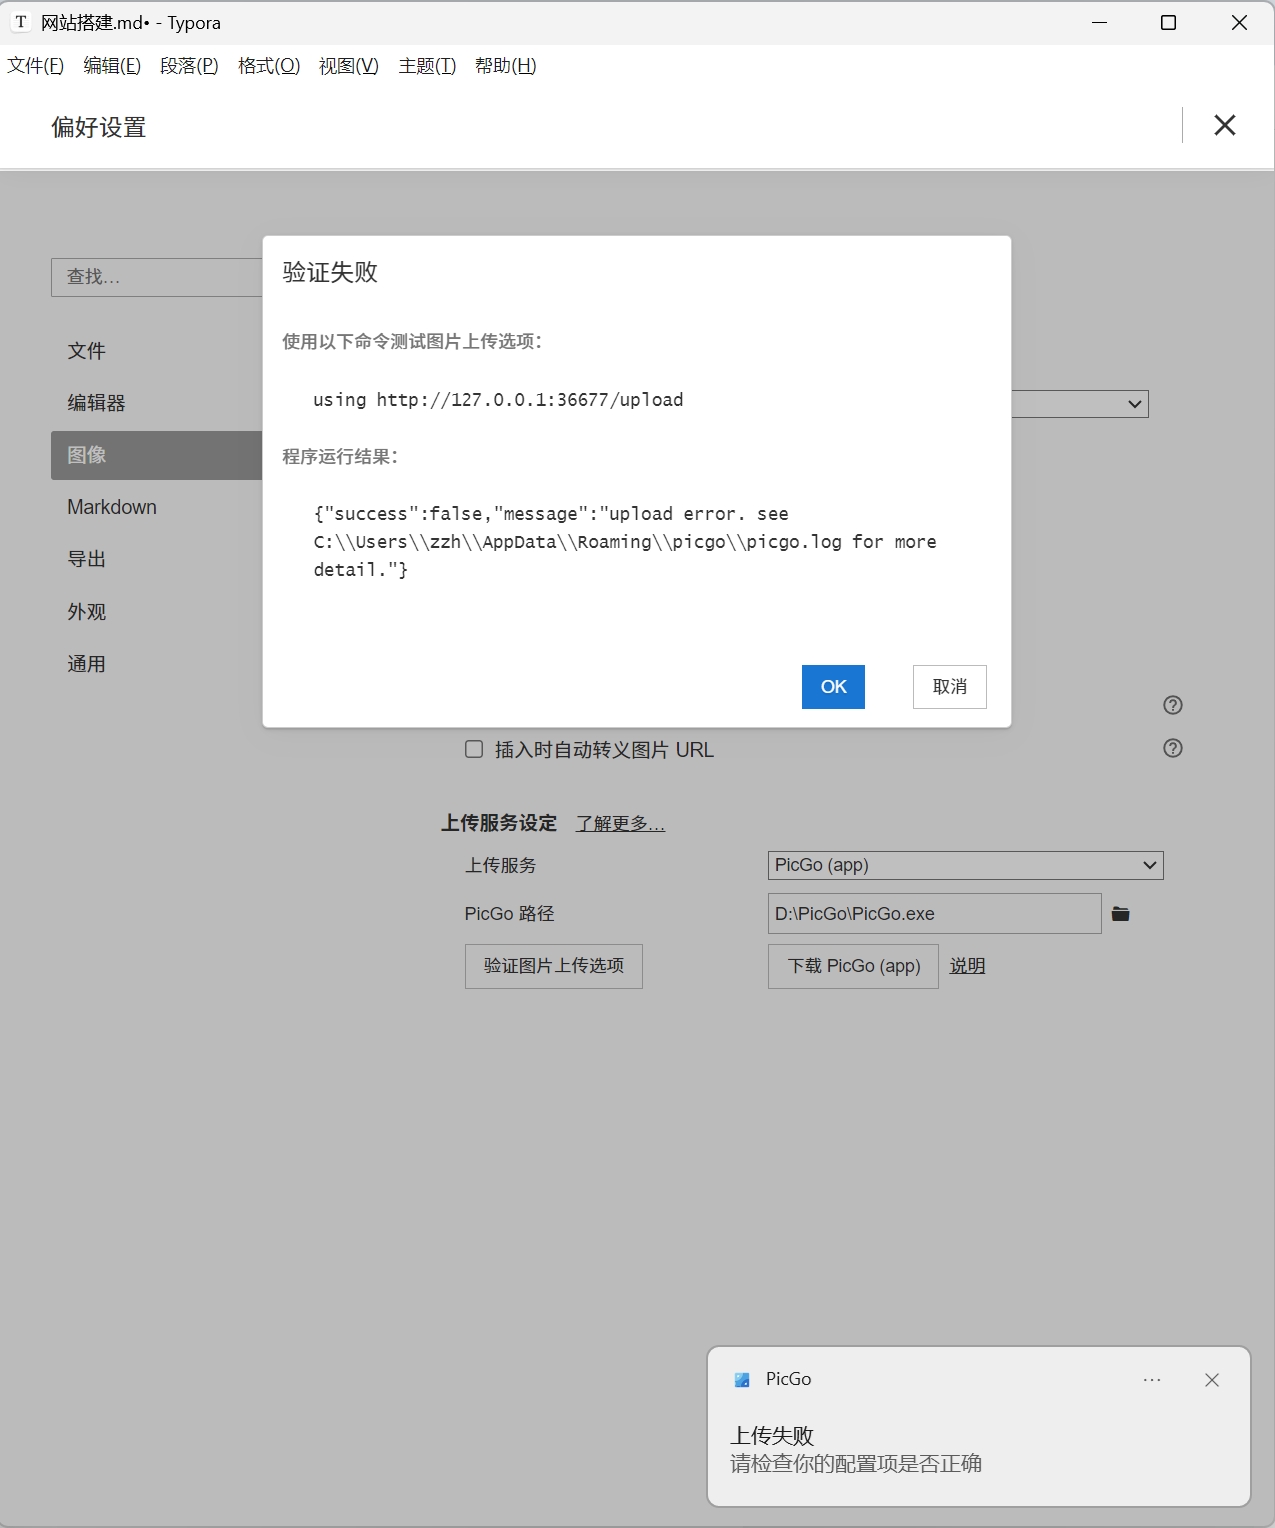 T 网站搭建.md• - Typora
文件(F) 编辑(E) 段落(P) 格式(O) 视图(V) 主题(T) 帮助(H)
偏好设置
查找…
文件
编辑器
图像
Markdown
导出
外观
通用
验证失败
使用以下命令测试图片上传选项：
using http://127.0.0.1:36677/upload
程序运行结果：
{"success":false,"message":"upload error. see
C:\\Users\\zzh\\AppData\\Roaming\\picgo\\picgo.log for more
detail."}
OK 取消
插入时自动转义图片 URL
上传服务设定 了解更多…
上传服务 PicGo (app)
PicGo 路径 D:\PicGo\PicGo.exe
验证图片上传选项 下载 PicGo (app) 说明
PicGo
上传失败
请检查你的配置项是否正确